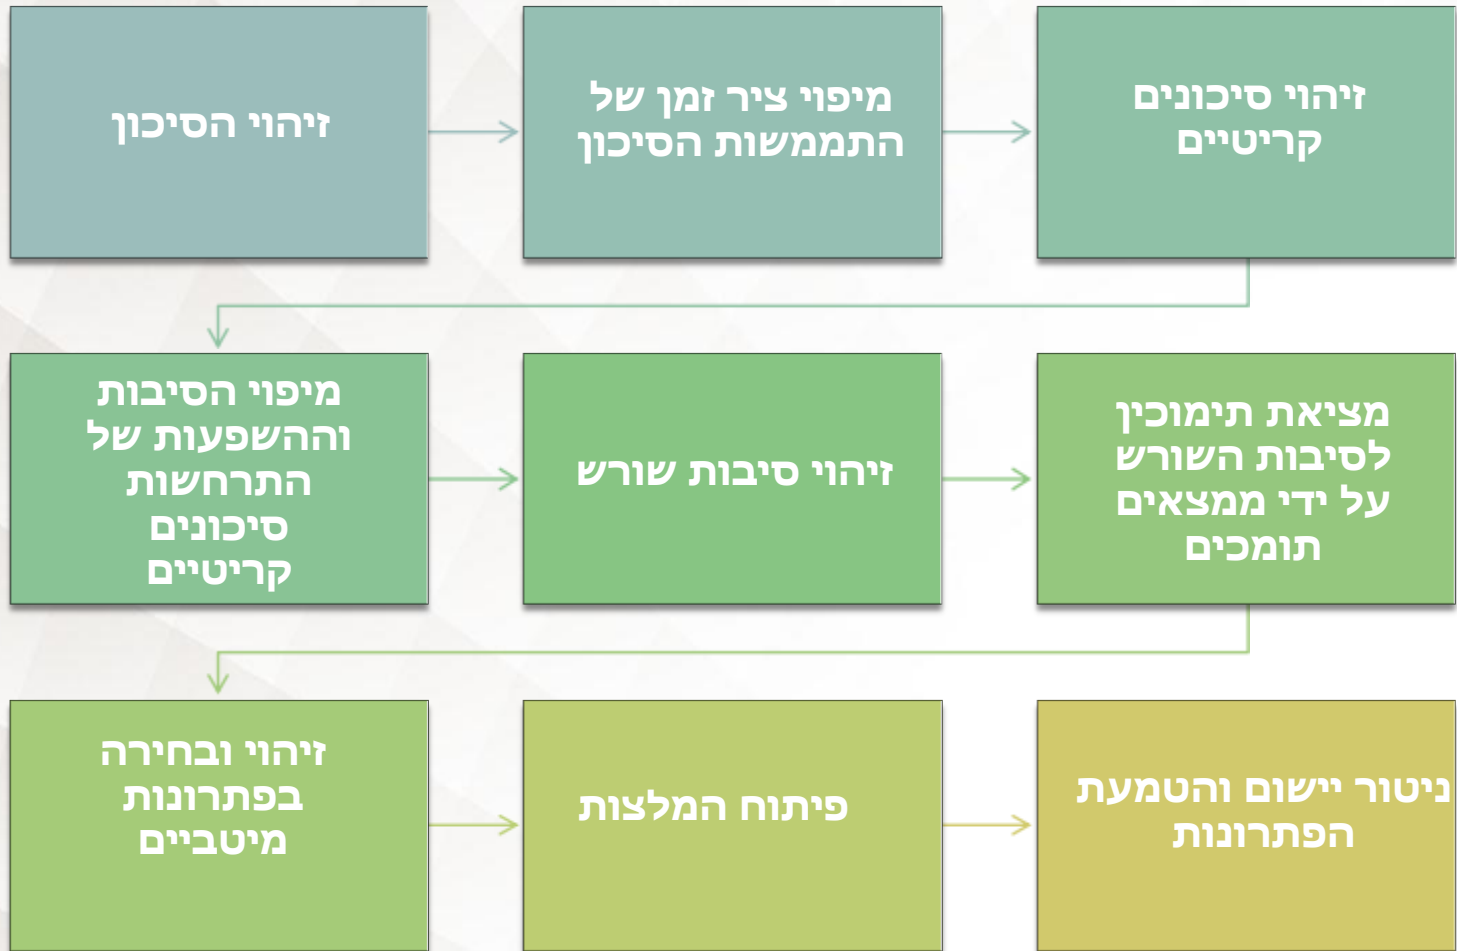 זיהוי הסיכון
מיפוי ציר זמן של
התממשות הסיכון
זיהוי סיכונים
קריטיים
מיפוי הסיבות
וההשפעות של
התרחשות
סיכונים
קריטיים
זיהוי סיבות שורש
מציאת תימוכין
לסיבות השורש
על ידי ממצאים
תומכים
זיהוי ובחירה
בפתרונות
מיטביים
פיתוח המלצות
ניטור יישום והטמעת
הפתרונות